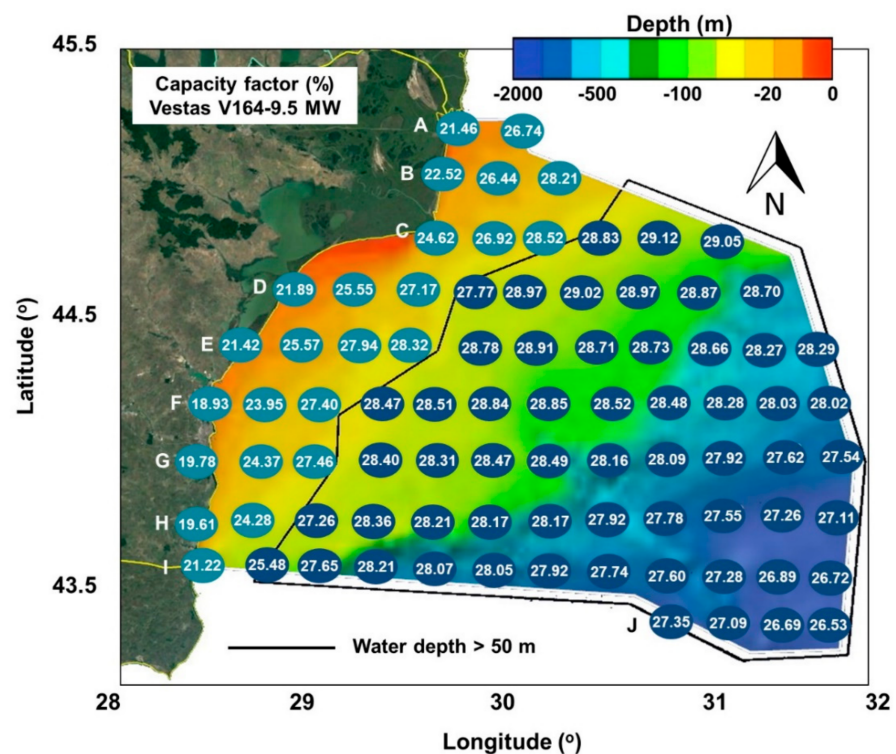 45.5
Depth (m)
-2000 -500 -100 -20 0
Capacity factor (%)
Vestas V164-9.5 MW
A 21.46 26.74
N
B 22.52 26.44 28.21
C 24.62 26.92 28.52 28.83 29.12 29.05
D 21.89 25.55 27.17 27.77 28.97 29.02 28.97 28.87 28.70
44.5
E 21.42 25.57 27.94 28.32 28.78 28.91 28.71 28.73 28.66 28.27 28.29
Latitude (o)
F 18.93 23.95 27.40 28.47 28.51 28.84 28.85 28.52 28.48 28.28 28.03 28.02
G 19.78 24.37 27.46 28.40 28.31 28.47 28.49 28.16 28.09 27.92 27.62 27.54
H 19.61 24.28 27.26 28.36 28.21 28.17 28.17 27.92 27.78 27.55 27.26 27.11
I 21.22 25.48 27.65 28.21 28.07 28.05 27.92 27.74 27.60 27.28 26.89 26.72
43.5
J 27.35 27.09 26.69 26.53
Water depth > 50 m
28 29 30 31 32
Longitude (o)